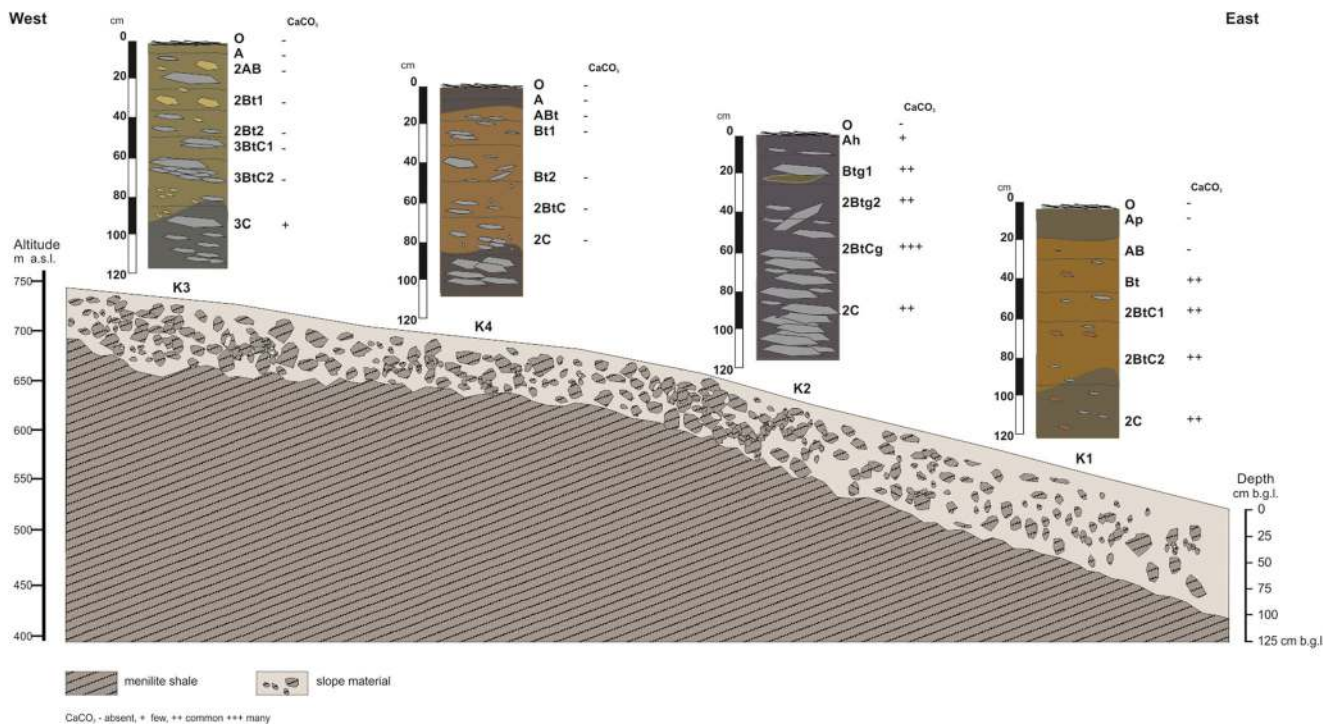 West
East
cm
CaCO₃
0
20
40
60
80
100
120
O -
A -
2AB -
2Bt1 -
2Bt2 -
3BtC1 -
3BtC2 -
3C +
K3
cm
CaCO₃
0
20
40
60
80
100
120
O -
A -
ABt -
Bt1 -
Bt2 -
2BtC -
2C -
K4
cm
CaCO₃
0
20
40
60
80
100
120
O -
Ah +
Btg1 ++
2Btg2 ++
2BtCg +++
2C ++
K2
cm
CaCO₃
0
20
40
60
80
100
120
O -
Ap -
AB -
Bt ++
2BtC1 ++
2BtC2 ++
2C ++
K1
Altitude
m a.s.l.
750
700
650
600
550
500
450
400
Depth
cm b.g.l.
0
25
50
75
100
125 cm b.g.l
menilite shale
slope material
CaCO₃ - absent, + few, ++ common +++ many